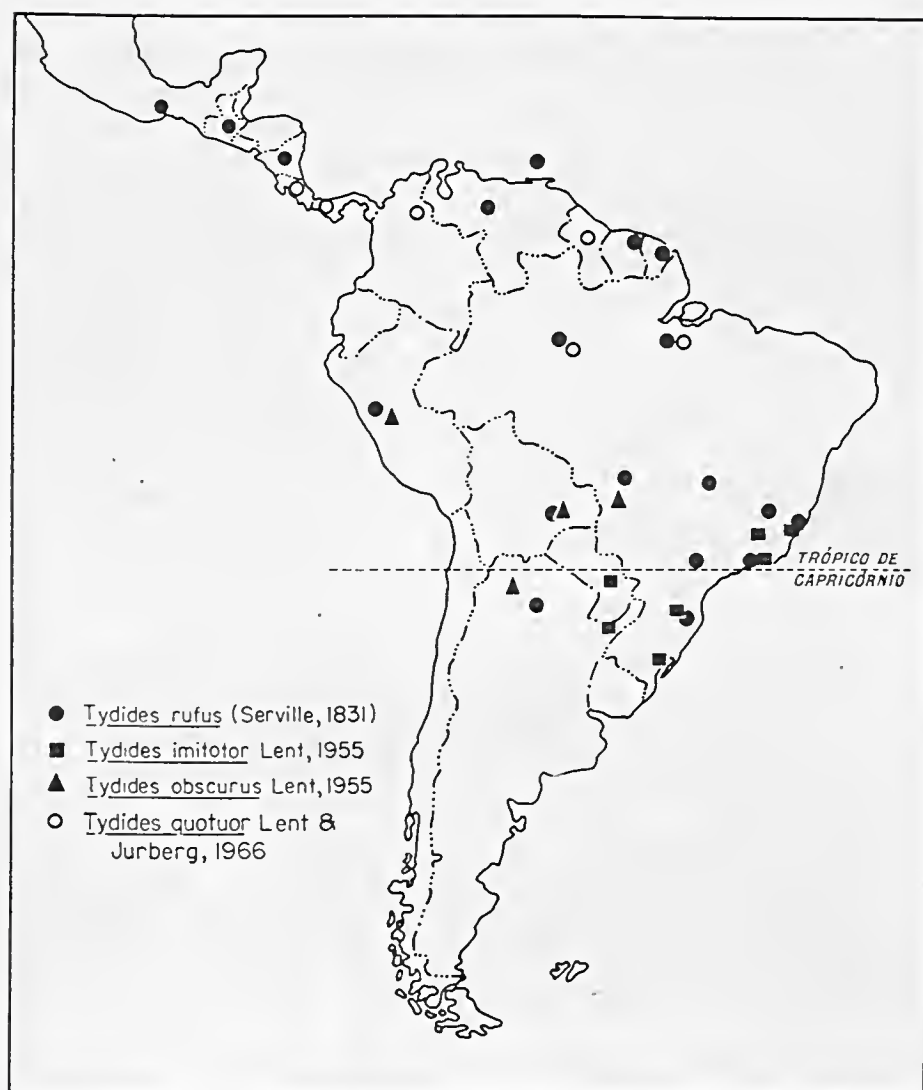 TRÓPICO DE
CAPRICÓRNIO
Tydides rufus (Serville, 1831)
Tydides imitotor Lent, 1955
Tydides obscurus Lent, 1955
Tydides quotuor Lent &
Jurberg, 1966